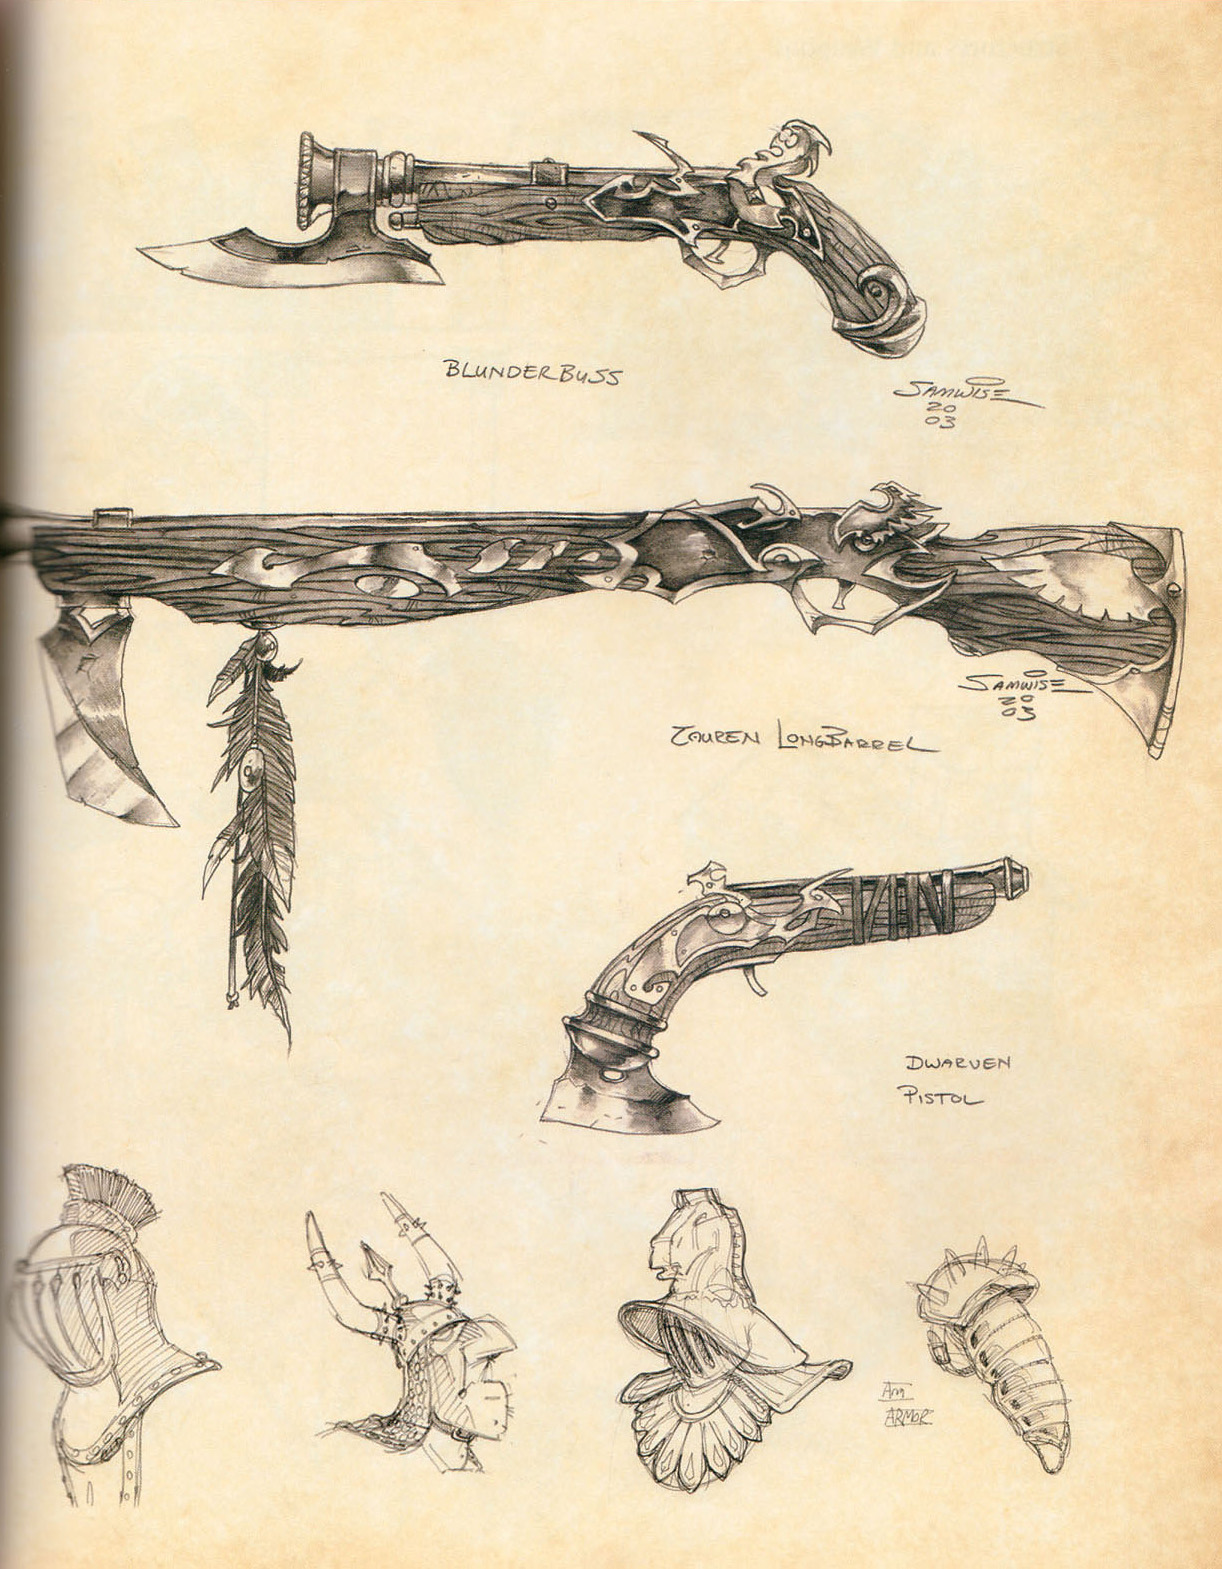 BLUNDERBUSS
SAMWISE
20
03
SAMWISE
20
03
TAUREN LONGBARREL
DWARVEN
PISTOL
ARM
ARMOR